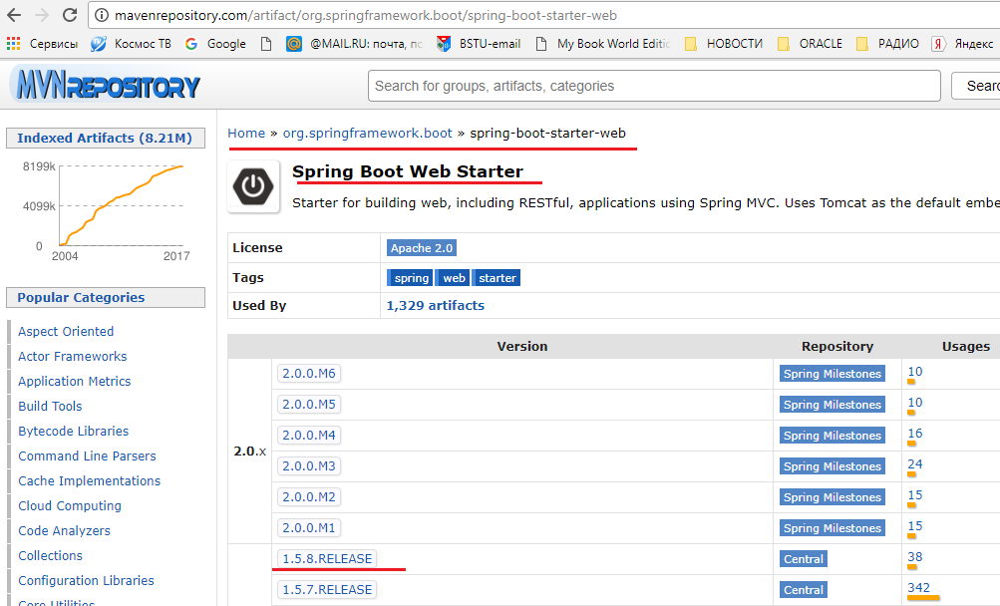 mavenrepository.com/artifact/org.springframework.boot/spring-boot-starter-web
Сервисы Космос ТВ Google @MAIL.RU: почта, BSTU-email My Book World НОВОСТИ ORACLE РАДИО Яндекс
MVNREPOSITORY Search for groups, artifacts, categories
Indexed Artifacts (8.21M)
8199k
4099k
0
2004 2017
Popular Categories
Aspect Oriented
Actor Frameworks
Application Metrics
Build Tools
Bytecode Libraries
Command Line Parsers
Cache Implementations
Cloud Computing
Code Analyzers
Collections
Configuration Libraries
Home » org.springframework.boot » spring-boot-starter-web
Spring Boot Web Starter
Starter for building web, including RESTful, applications using Spring MVC. Uses Tomcat as the default
License Apache 2.0
Tags spring web starter
Used By 1,329 artifacts
Version Repository Usages
2.0.x
2.0.0.M6 Spring Milestones 10
2.0.0.M5 Spring Milestones 10
2.0.0.M4 Spring Milestones 16
2.0.0.M3 Spring Milestones 24
2.0.0.M2 Spring Milestones 15
2.0.0.M1 Spring Milestones 15
1.5.8.RELEASE Central 38
1.5.7.RELEASE Central 342